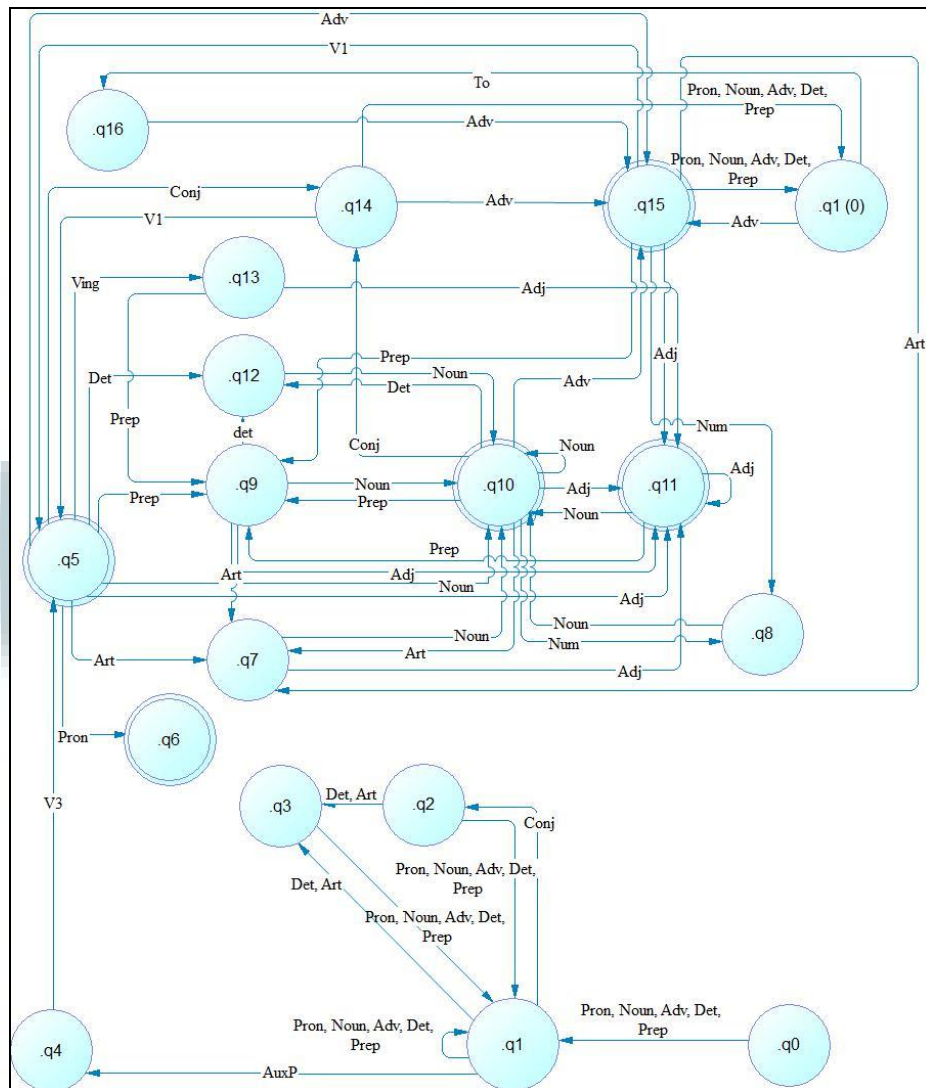 Adv
V1
To
Pron, Noun, Adv, Det,
Prep
.q16
Adv
Pron, Noun, Adv, Det,
Prep
Conj
.q14
Adv
.q15
.q1 (0)
Adv
V1
Ving
.q13
Adj
Prep
Adj
Art
Det
.q12
Noun
Det
Adv
Prep
det
Conj
Noun
Num
.q9
Noun
Prep
.q10
Adj
.q11
Adj
Noun
Prep
.q5
Prep
Art
Adj
Noun
Adj
Noun
Num
.q8
Art
.q7
Noun
Art
Adj
Pron
.q6
V3
.q3
Det, Art
.q2
Conj
Det, Art
Pron, Noun, Adv, Det,
Prep
Pron, Noun, Adv, Det,
Prep
.q4
Pron, Noun, Adv, Det,
Prep
.q1
Pron, Noun, Adv, Det,
Prep
.q0
AuxP